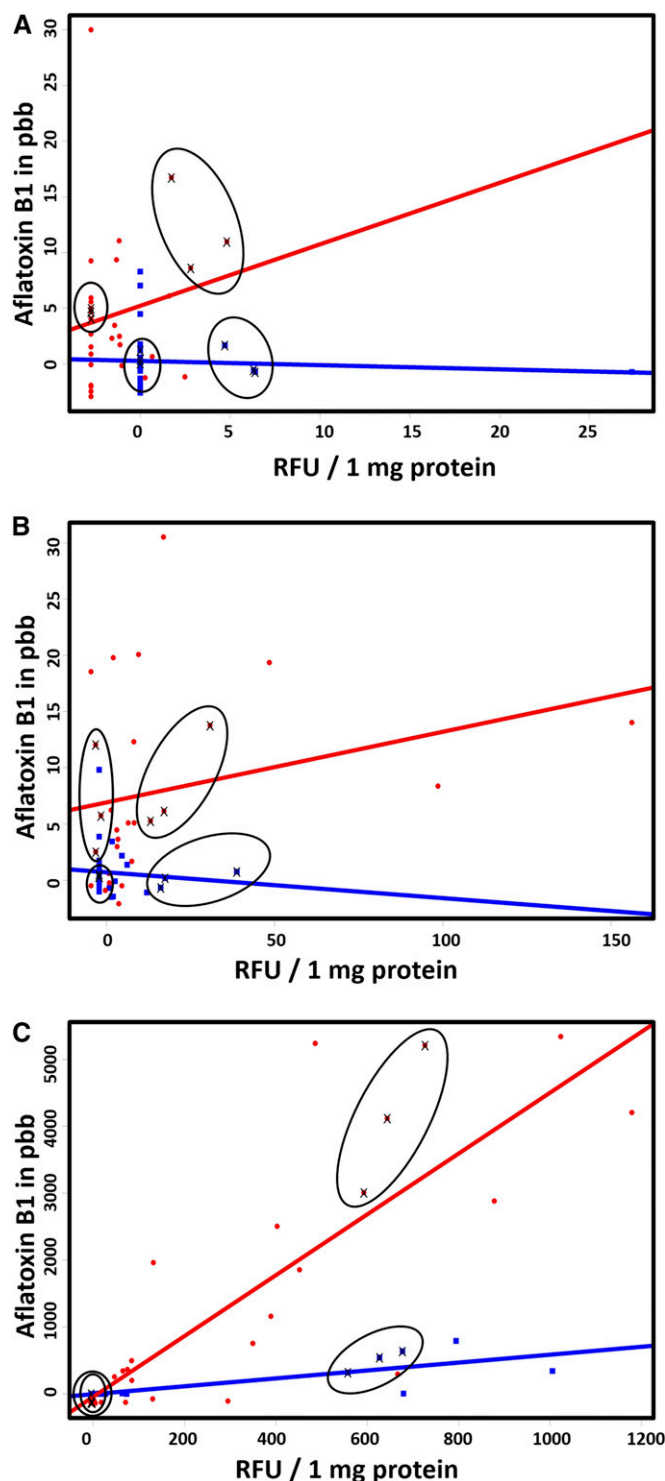 A
Aflatoxin B1 in pbb
30
25
20
15
10
5
0
0 5 10 15 20 25
RFU / 1 mg protein
B
Aflatoxin B1 in pbb
30
25
20
15
10
5
0
0 50 100 150
RFU / 1 mg protein
C
Aflatoxin B1 in pbb
5000
4000
3000
2000
1000
0
0 200 400 600 800 1000 1200
RFU / 1 mg protein